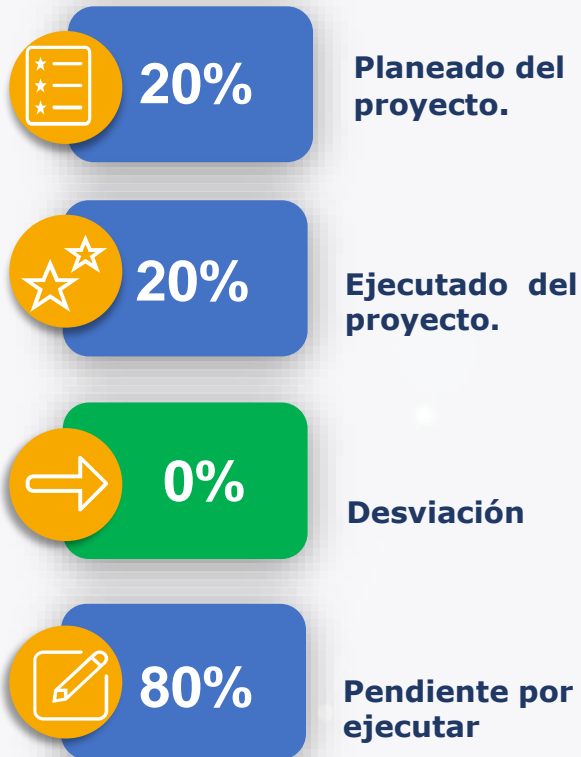 20%
Planeado del
proyecto.
20%
Ejecutado del
proyecto.
0%
Desviación
80%
Pendiente por
ejecutar